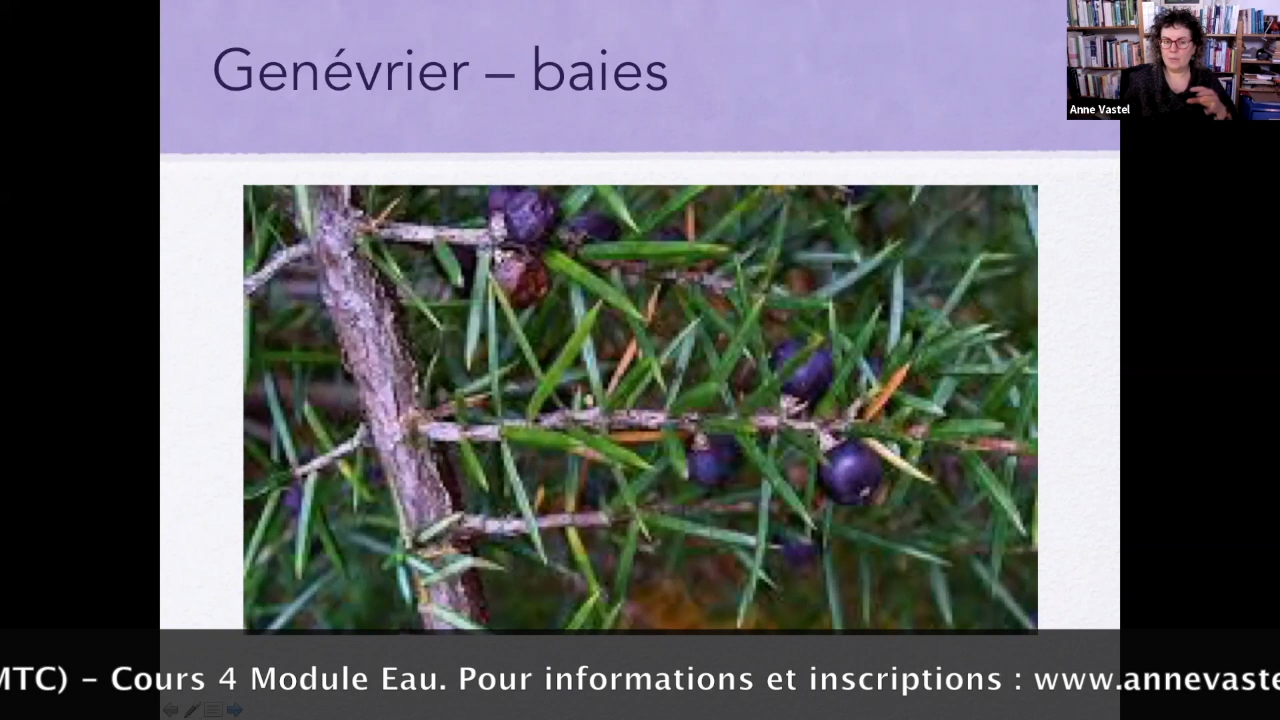 Genévrier – baies
Anne Vastel
MTC) – Cours 4 Module Eau. Pour informations et inscriptions : www.annevaste